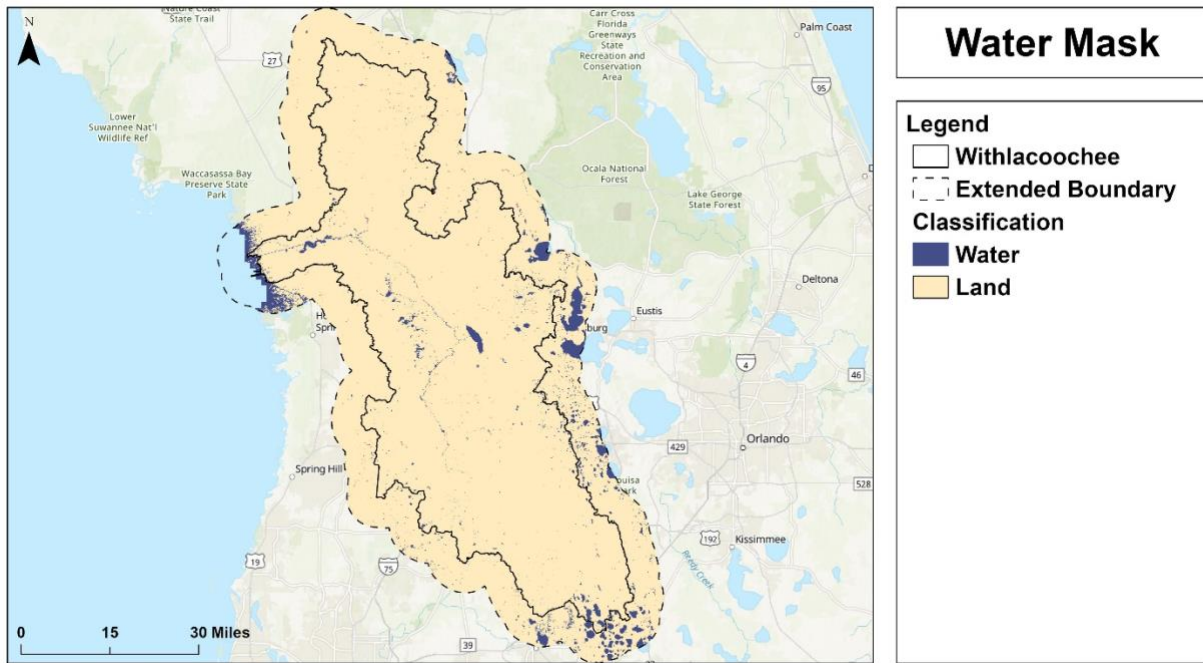 Nature Coast
State Trail
N
27
Carr Cross
Florida
Greenways
State
Recreation and
Conservation
Area
Palm Coast
95
Lower
Suwannee Nat'l
Wildlife Ref
Waccasassa Bay
Preserve State
Park
Ocala National
Forest
Lake George
State Forest
Deltona
Eustis
burg
4
46
Orlando
429
Spring Hill
ouisa
rk
528
192
Kissimmee
Reedy Creek
19
75
39
0
15
30 Miles
Water Mask
Legend
Withlacoochee
Extended Boundary
Classification
Water
Land